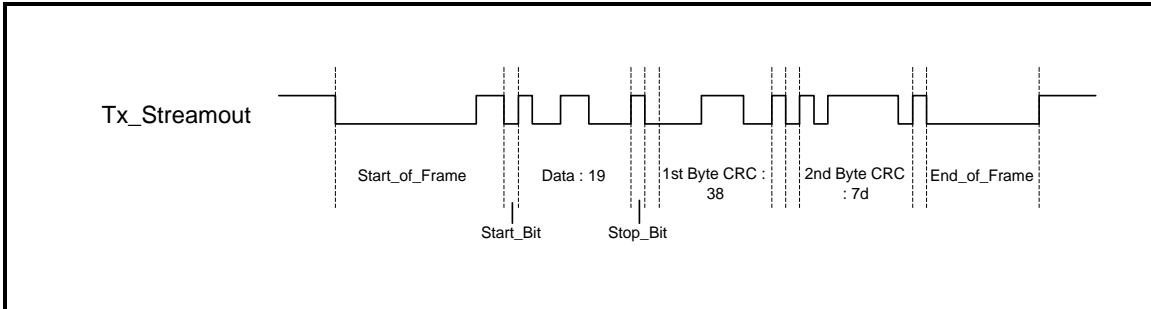 Tx_Streamout
Start_of_Frame
Data : 19
1st Byte CRC :
38
2nd Byte CRC
: 7d
End_of_Frame
Start_Bit
Stop_Bit